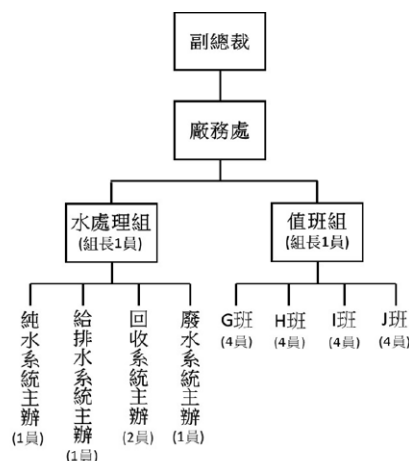 副總裁
廠務處
水處理組
(組長1員)
值班組
(組長1員)
純水系統主辦
(1員)
給排水系統主辦
(1員)
回收系統主辦
(2員)
廢水系統主辦
(1員)
G班
(4員)
H班
(4員)
I班
(4員)
J班
(4員)